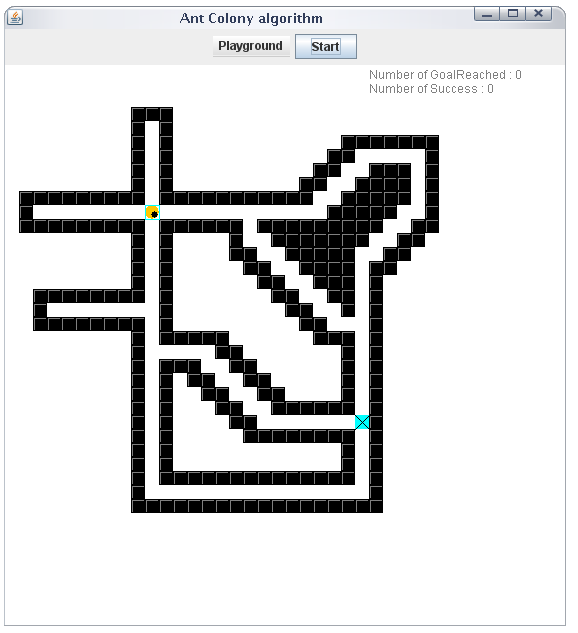 Ant Colony algorithm
Playground
Start
Number of GoalReached : 0
Number of Success : 0